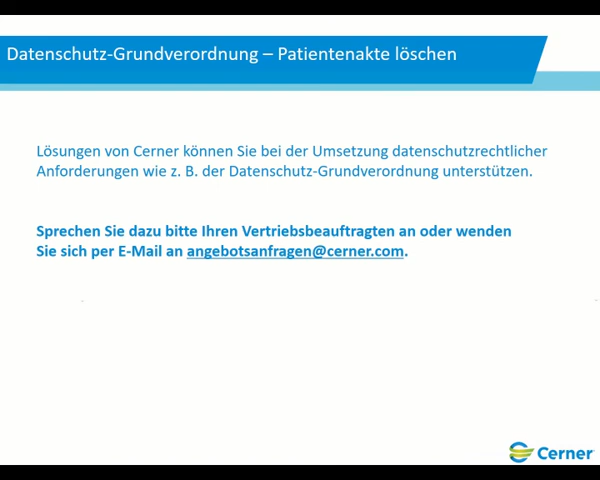 Datenschutz-Grundverordnung – Patientenakte löschen
Lösungen von Cerner können Sie bei der Umsetzung datenschutzrechtlicher
Anforderungen wie z. B. der Datenschutz-Grundverordnung unterstützen.
Sprechen Sie dazu bitte Ihren Vertriebsbeauftragten an oder wenden
Sie sich per E-Mail an angebotsanfragen@cerner.com.
Cerner